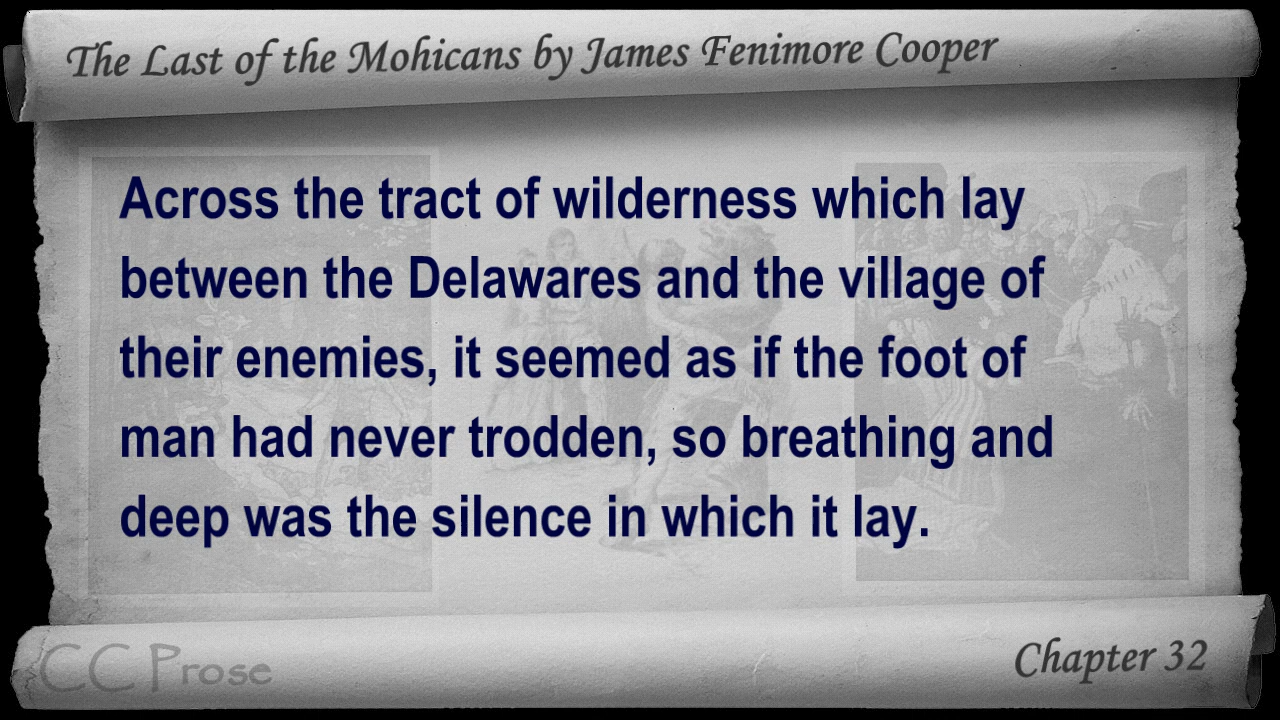 The Last of the Mohicans by James Fenimore Cooper
Across the tract of wilderness which lay
between the Delawares and the village of
their enemies, it seemed as if the foot of
man had never trodden, so breathing and
deep was the silence in which it lay.
CC Prose
Chapter 32